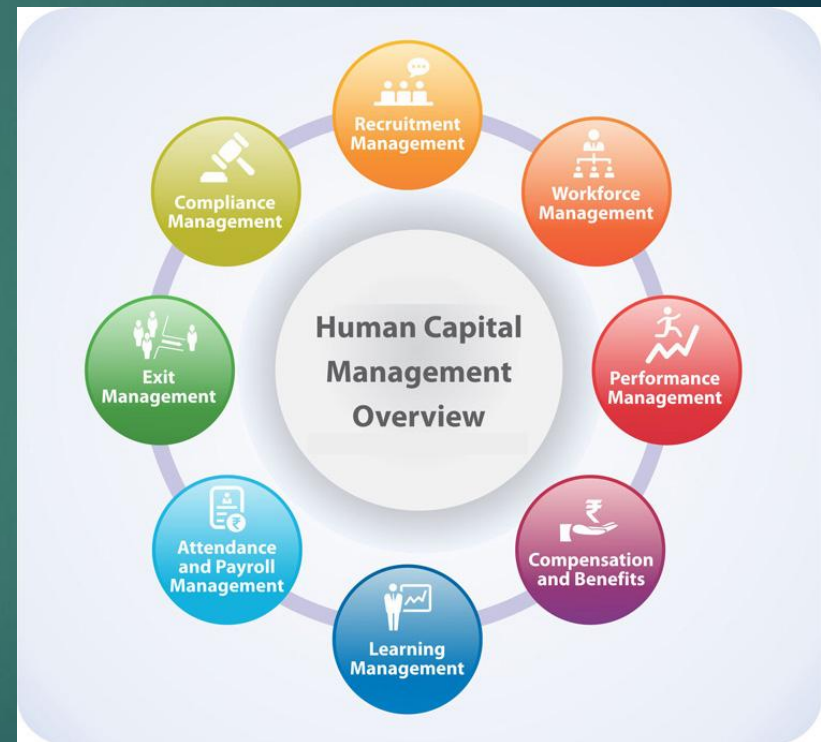 Recruitment
Management
Workforce
Management
Performance
Management
Compensation
and Benefits
Learning
Management
Attendance
and Payroll
Management
Exit
Management
Compliance
Management
Human Capital
Management
Overview